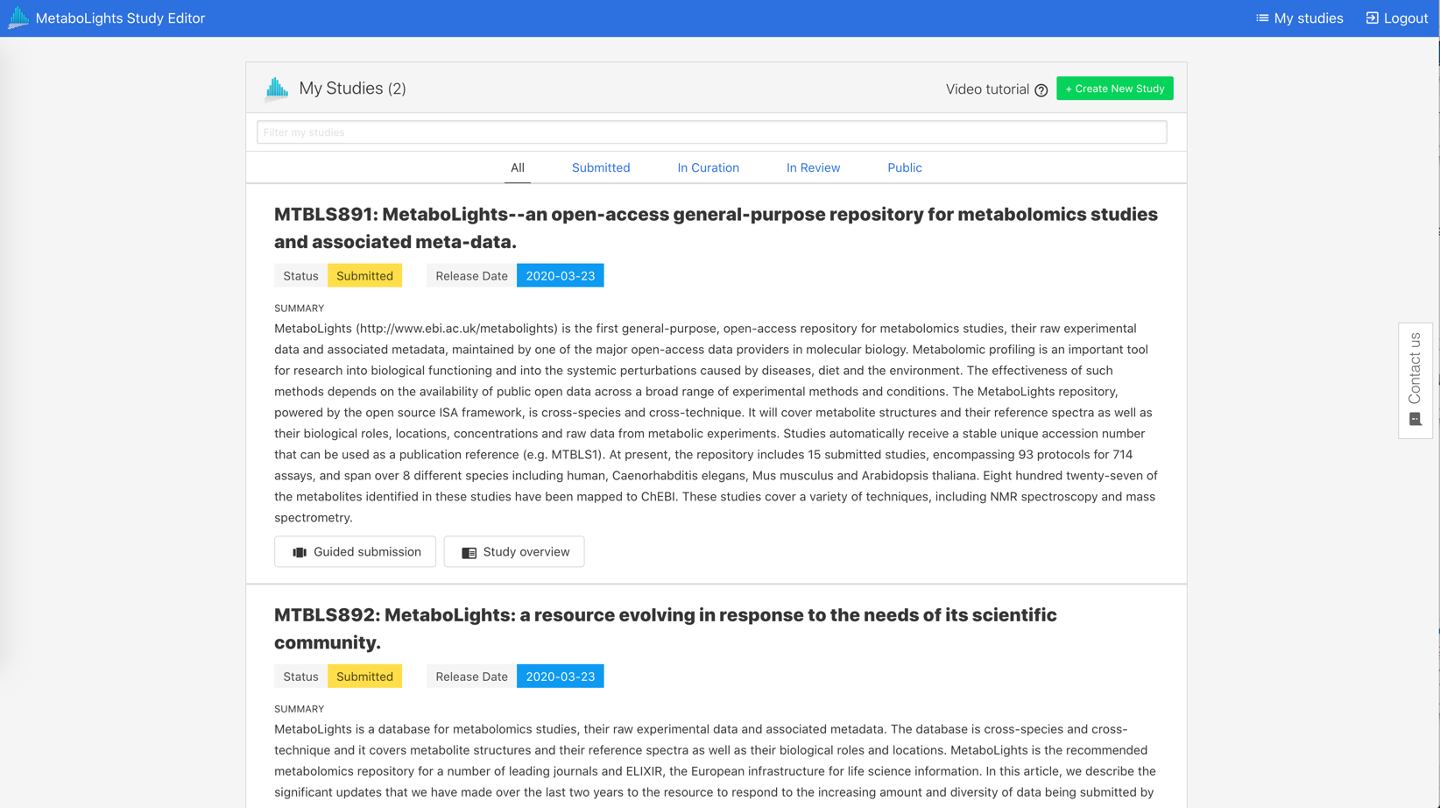 MetaboLights Study Editor
My studies
Logout
My Studies (2)
Video tutorial
+ Create New Study
Filter my studies
All
Submitted
In Curation
In Review
Public
MTBLS891: MetaboLights--an open-access general-purpose repository for metabolomics studies
and associated meta-data.
Status Submitted Release Date 2020-03-23
SUMMARY
MetaboLights (http://www.ebi.ac.uk/metabolights) is the first general-purpose, open-access repository for metabolomics studies, their raw experimental
data and associated metadata, maintained by one of the major open-access data providers in molecular biology. Metabolomic profiling is an important tool
for research into biological functioning and into the systemic perturbations caused by diseases, diet and the environment. The effectiveness of such
methods depends on the availability of public open data across a broad range of experimental methods and conditions. The MetaboLights repository,
powered by the open source ISA framework, is cross-species and cross-technique. It will cover metabolite structures and their reference spectra as well as
their biological roles, locations, concentrations and raw data from metabolic experiments. Studies automatically receive a stable unique accession number
that can be used as a publication reference (e.g. MTBLS1). At present, the repository includes 15 submitted studies, encompassing 93 protocols for 714
assays, and span over 8 different species including human, Caenorhabditis elegans, Mus musculus and Arabidopsis thaliana. Eight hundred twenty-seven of
the metabolites identified in these studies have been mapped to ChEBI. These studies cover a variety of techniques, including NMR spectroscopy and mass
spectrometry.
Guided submission
Study overview
MTBLS892: MetaboLights: a resource evolving in response to the needs of its scientific
community.
Status Submitted Release Date 2020-03-23
SUMMARY
MetaboLights is a database for metabolomics studies, their raw experimental data and associated metadata. The database is cross-species and cross-
technique and it covers metabolite structures and their reference spectra as well as their biological roles and locations. MetaboLights is the recommended
metabolomics repository for a number of leading journals and ELIXIR, the European infrastructure for life science information. In this article, we describe the
significant updates that we have made over the last two years to the resource to respond to the increasing amount and diversity of data being submitted by
Contact us